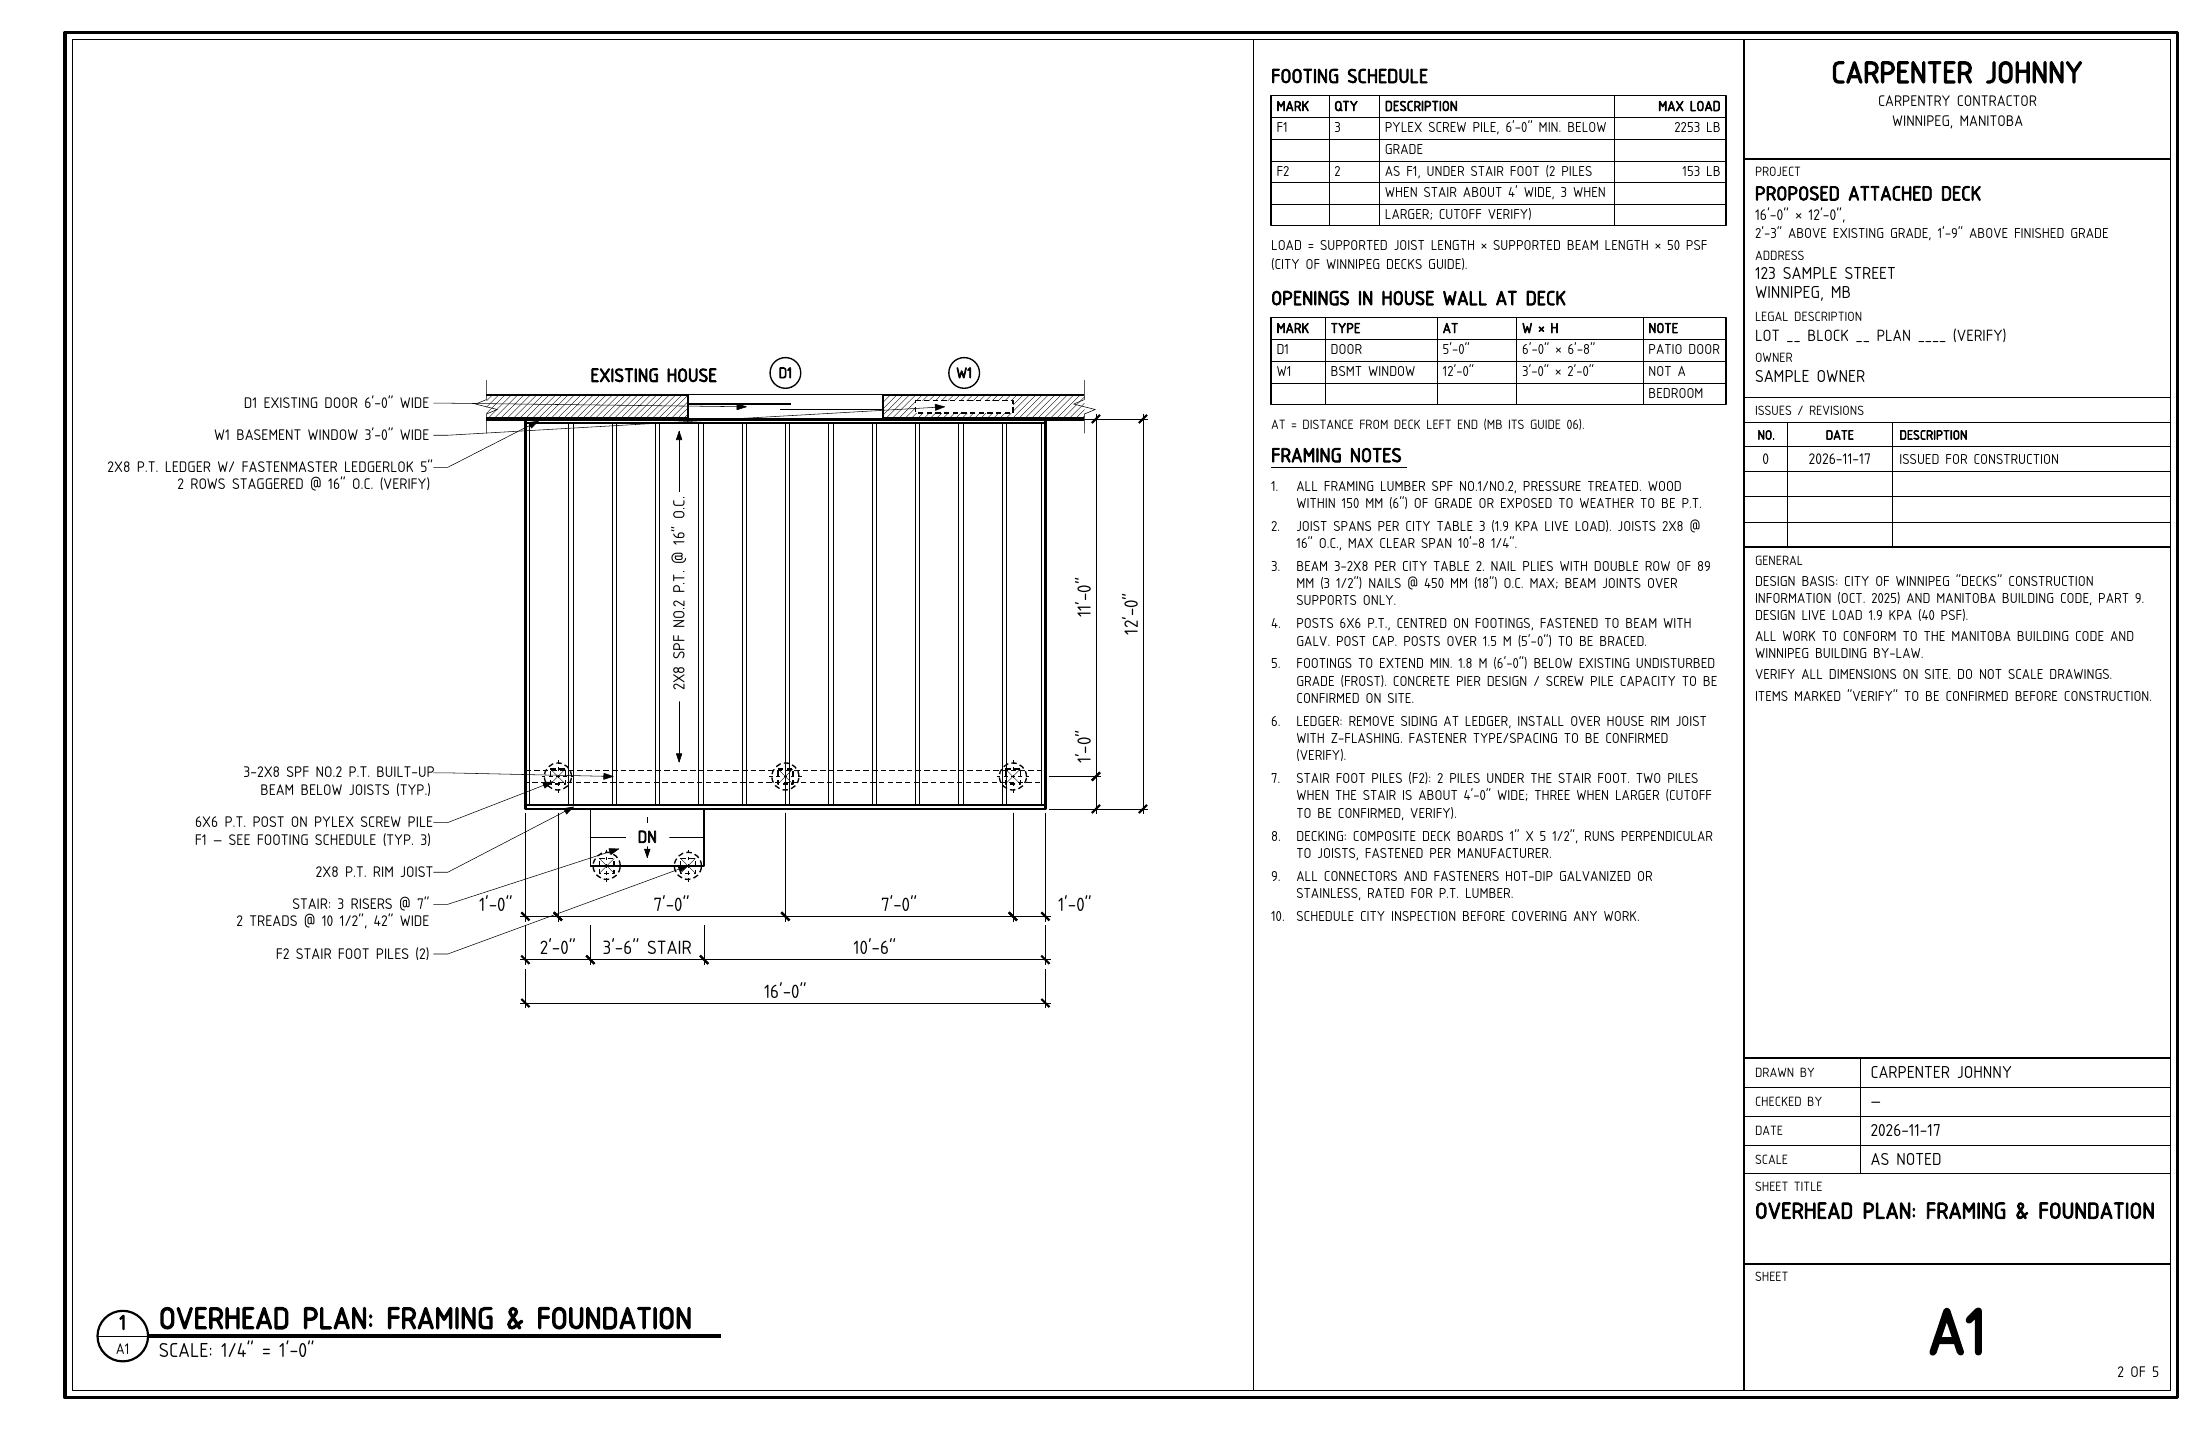 EXISTING HOUSE
D1
W1
D1 EXISTING DOOR 6'-0" WIDE
W1 BASEMENT WINDOW 3'-0" WIDE
2X8 P.T. LEDGER W/ FASTENMASTER LEDGERLOK 5"
2 ROWS STAGGERED @ 16" O.C. (VERIFY)
2X8 SPF NO.2 P.T. @ 16" O.C.
11'-0"
12'-0"
1'-0"
3-2X8 SPF NO.2 P.T. BUILT-UP
BEAM BELOW JOISTS (TYP.)
6X6 P.T. POST ON PYLEX SCREW PILE
F1 – SEE FOOTING SCHEDULE (TYP. 3)
2X8 P.T. RIM JOIST
DN
STAIR: 3 RISERS @ 7"
2 TREADS @ 10 1/2", 42" WIDE
F2 STAIR FOOT PILES (2)
1'-0" 7'-0" 7'-0" 1'-0"
2'-0" 3'-6" STAIR 10'-6"
16'-0"
1
A1
OVERHEAD PLAN: FRAMING & FOUNDATION
SCALE: 1/4" = 1'-0"
FOOTING SCHEDULE
MARK QTY DESCRIPTION MAX LOAD
F1 3 PYLEX SCREW PILE, 6'-0" MIN. BELOW 2253 LB
GRADE
F2 2 AS F1, UNDER STAIR FOOT (2 PILES 153 LB
WHEN STAIR ABOUT 4' WIDE, 3 WHEN
LARGER; CUTOFF VERIFY)
LOAD = SUPPORTED JOIST LENGTH × SUPPORTED BEAM LENGTH × 50 PSF
(CITY OF WINNIPEG DECKS GUIDE).
OPENINGS IN HOUSE WALL AT DECK
MARK TYPE AT W × H NOTE
D1 DOOR 5'-0" 6'-0" × 6'-8" PATIO DOOR
W1 BSMT WINDOW 12'-0" 3'-0" × 2'-0" NOT A
BEDROOM
AT = DISTANCE FROM DECK LEFT END (MB ITS GUIDE 06).
FRAMING NOTES
1. ALL FRAMING LUMBER SPF NO.1/NO.2, PRESSURE TREATED. WOOD
WITHIN 150 MM (6") OF GRADE OR EXPOSED TO WEATHER TO BE P.T.
2. JOIST SPANS PER CITY TABLE 3 (1.9 KPA LIVE LOAD). JOISTS 2X8 @
16" O.C., MAX CLEAR SPAN 10'-8 1/4".
3. BEAM 3-2X8 PER CITY TABLE 2. NAIL PLIES WITH DOUBLE ROW OF 89
MM (3 1/2") NAILS @ 450 MM (18") O.C. MAX; BEAM JOINTS OVER
SUPPORTS ONLY.
4. POSTS 6X6 P.T., CENTRED ON FOOTINGS, FASTENED TO BEAM WITH
GALV. POST CAP. POSTS OVER 1.5 M (5'-0") TO BE BRACED.
5. FOOTINGS TO EXTEND MIN. 1.8 M (6'-0") BELOW EXISTING UNDISTURBED
GRADE (FROST). CONCRETE PIER DESIGN / SCREW PILE CAPACITY TO BE
CONFIRMED ON SITE.
6. LEDGER: REMOVE SIDING AT LEDGER, INSTALL OVER HOUSE RIM JOIST
WITH Z-FLASHING. FASTENER TYPE/SPACING TO BE CONFIRMED
(VERIFY).
7. STAIR FOOT PILES (F2): 2 PILES UNDER THE STAIR FOOT. TWO PILES
WHEN THE STAIR IS ABOUT 4'-0" WIDE; THREE WHEN LARGER (CUTOFF
TO BE CONFIRMED, VERIFY).
8. DECKING: COMPOSITE DECK BOARDS 1" X 5 1/2", RUNS PERPENDICULAR
TO JOISTS, FASTENED PER MANUFACTURER.
9. ALL CONNECTORS AND FASTENERS HOT-DIP GALVANIZED OR
STAINLESS, RATED FOR P.T. LUMBER.
10. SCHEDULE CITY INSPECTION BEFORE COVERING ANY WORK.
CARPENTER JOHNNY
CARPENTRY CONTRACTOR
WINNIPEG, MANITOBA
PROJECT
PROPOSED ATTACHED DECK
16'-0" × 12'-0",
2'-3" ABOVE EXISTING GRADE, 1'-9" ABOVE FINISHED GRADE
ADDRESS
123 SAMPLE STREET
WINNIPEG, MB
LEGAL DESCRIPTION
LOT __ BLOCK __ PLAN ____ (VERIFY)
OWNER
SAMPLE OWNER
ISSUES / REVISIONS
NO. DATE DESCRIPTION
0 2026-11-17 ISSUED FOR CONSTRUCTION
GENERAL
DESIGN BASIS: CITY OF WINNIPEG "DECKS" CONSTRUCTION
INFORMATION (OCT. 2025) AND MANITOBA BUILDING CODE, PART 9.
DESIGN LIVE LOAD 1.9 KPA (40 PSF).
ALL WORK TO CONFORM TO THE MANITOBA BUILDING CODE AND
WINNIPEG BUILDING BY-LAW.
VERIFY ALL DIMENSIONS ON SITE. DO NOT SCALE DRAWINGS.
ITEMS MARKED "VERIFY" TO BE CONFIRMED BEFORE CONSTRUCTION.
DRAWN BY CARPENTER JOHNNY
CHECKED BY –
DATE 2026-11-17
SCALE AS NOTED
SHEET TITLE
OVERHEAD PLAN: FRAMING & FOUNDATION
SHEET
A1
2 OF 5